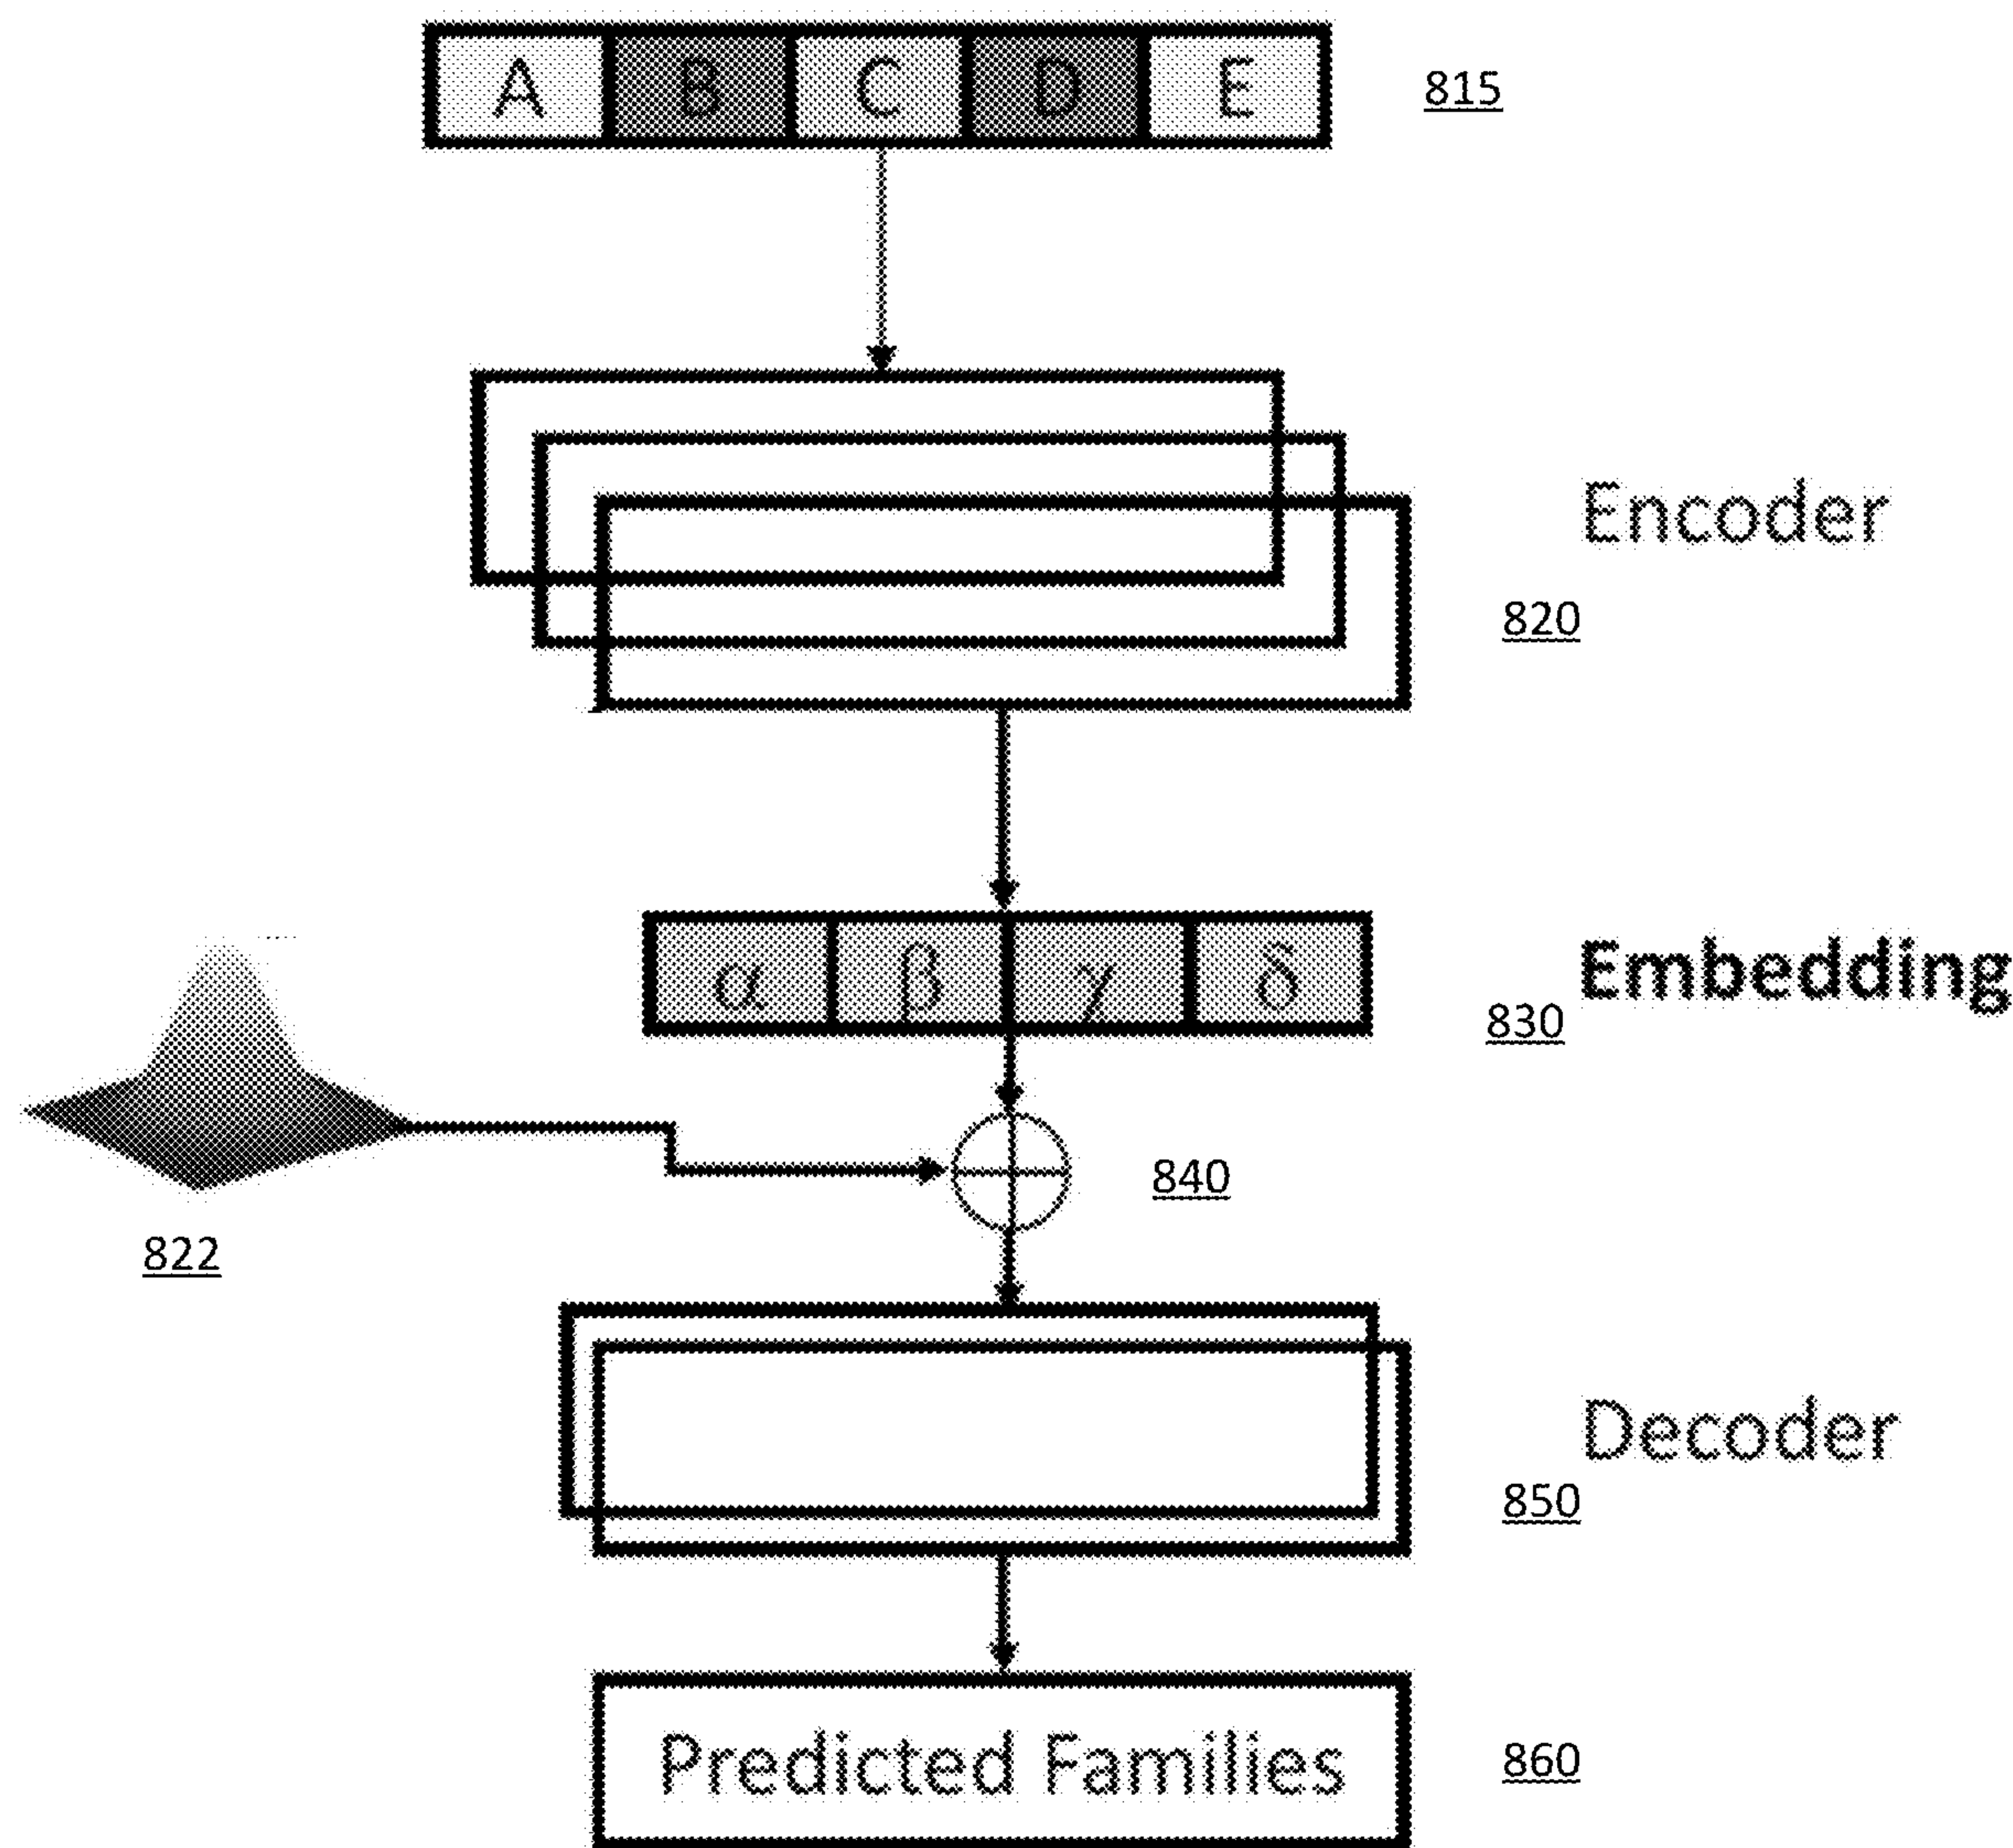 A B C D E 815
Encoder
820
α β γ δ Embedding
830
840
822
Decoder
850
Predicted Families 860